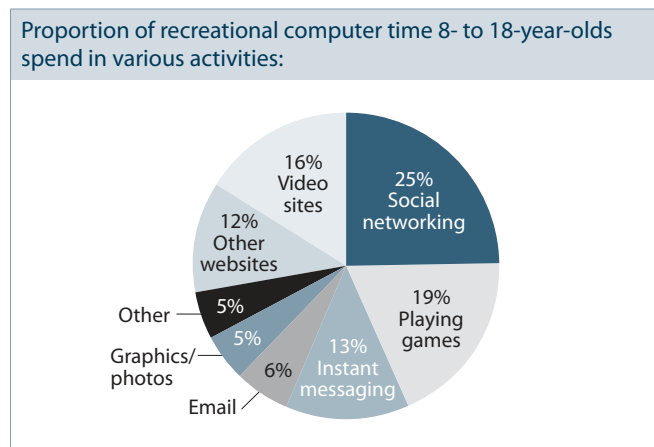 Proportion of recreational computer time 8- to 18-year-olds
spend in various activities:
25%
Social
networking
19%
Playing
games
13%
Instant
messaging
6%
Email
5%
Graphics/
photos
5%
Other
12%
Other
websites
16%
Video
sites